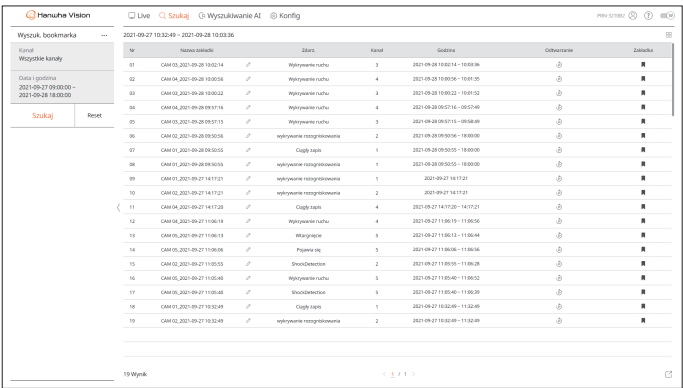 Hanwha Vision
Live Szukaj Wyszukiwanie AI Konfig
Wyszuk. bookmarka ...
Kanał
Wszystkie kanały
Data i godzina
2021-09-27 09:00:00 ~
2021-09-28 18:00:00
Szukaj Reset
2021-09-27 10:32:49 ~ 2021-09-28 10:03:36
Nr Nazwa zakładki Zdarz. Kanał Godzina Odtwarzanie Zakładka
01 CAM 03_2021-09-28 10:02:14 Wykrywanie ruchu 3 2021-09-28 10:02:14 ~ 10:03:36
02 CAM 04_2021-09-28 10:00:56 Wykrywanie ruchu 4 2021-09-28 10:00:56 ~ 10:01:35
03 CAM 03_2021-09-28 10:00:22 Wykrywanie ruchu 3 2021-09-28 10:00:22 ~ 10:01:52
04 CAM 04_2021-09-28 09:57:16 Wykrywanie ruchu 4 2021-09-28 09:57:16 ~ 09:57:49
05 CAM 03_2021-09-28 09:57:15 Wykrywanie ruchu 3 2021-09-28 09:57:15 ~ 09:58:49
06 CAM 02_2021-09-28 09:50:56 wykrywanie rozogniskowania 2 2021-09-28 09:50:56 ~ 18:00:00
07 CAM 01_2021-09-28 09:50:55 Ciągły zapis 1 2021-09-28 09:50:55 ~ 18:00:00
08 CAM 01_2021-09-28 09:50:55 wykrywanie rozogniskowania 1 2021-09-28 09:50:55 ~ 18:00:00
09 CAM 01_2021-09-27 14:17:21 wykrywanie rozogniskowania 1 2021-09-27 14:17:21
10 CAM 02_2021-09-27 14:17:21 wykrywanie rozogniskowania 2 2021-09-27 14:17:21
11 CAM 04_2021-09-27 14:17:20 Ciągły zapis 4 2021-09-27 14:17:20 ~ 14:17:21
12 CAM 04_2021-09-27 11:06:19 Wykrywanie ruchu 4 2021-09-27 11:06:19 ~ 11:06:56
13 CAM 05_2021-09-27 11:06:13 Wtargnięcie 5 2021-09-27 11:06:13 ~ 11:06:44
14 CAM 05_2021-09-27 11:06:06 Pojawia się 5 2021-09-27 11:06:06 ~ 11:06:56
15 CAM 02_2021-09-27 11:05:55 ShockDetection 2 2021-09-27 11:05:55 ~ 11:06:28
16 CAM 05_2021-09-27 11:05:40 Wykrywanie ruchu 5 2021-09-27 11:05:40 ~ 11:06:52
17 CAM 05_2021-09-27 11:05:40 ShockDetection 5 2021-09-27 11:05:40 ~ 11:06:39
18 CAM 01_2021-09-27 10:32:49 Ciągły zapis 1 2021-09-27 10:32:49 ~ 11:32:49
19 CAM 02_2021-09-27 10:32:49 wykrywanie rozogniskowania 2 2021-09-27 10:32:49 ~ 11:32:49
19 Wynik < 1 / 1 >